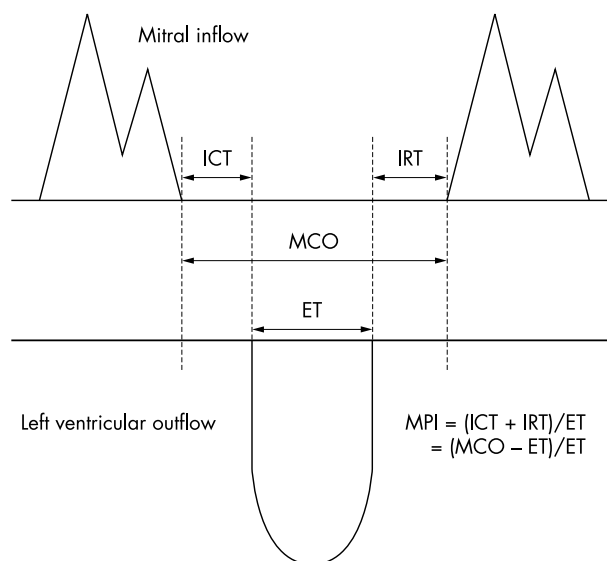 Mitral inflow
ICT
IRT
MCO
ET
Left ventricular outflow
MPI = (ICT + IRT)/ET
= (MCO – ET)/ET